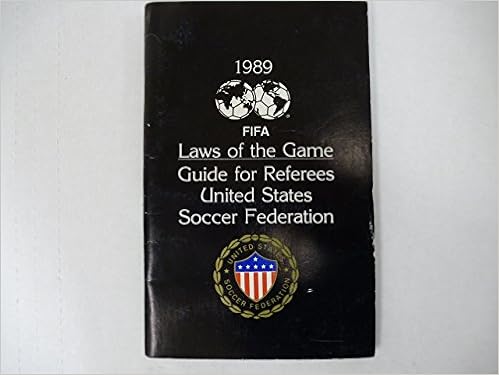 1989
FIFA
Laws of the Game
Guide for Referees
United States
Soccer Federation
UNITED STATES
SOCCER FEDERATION